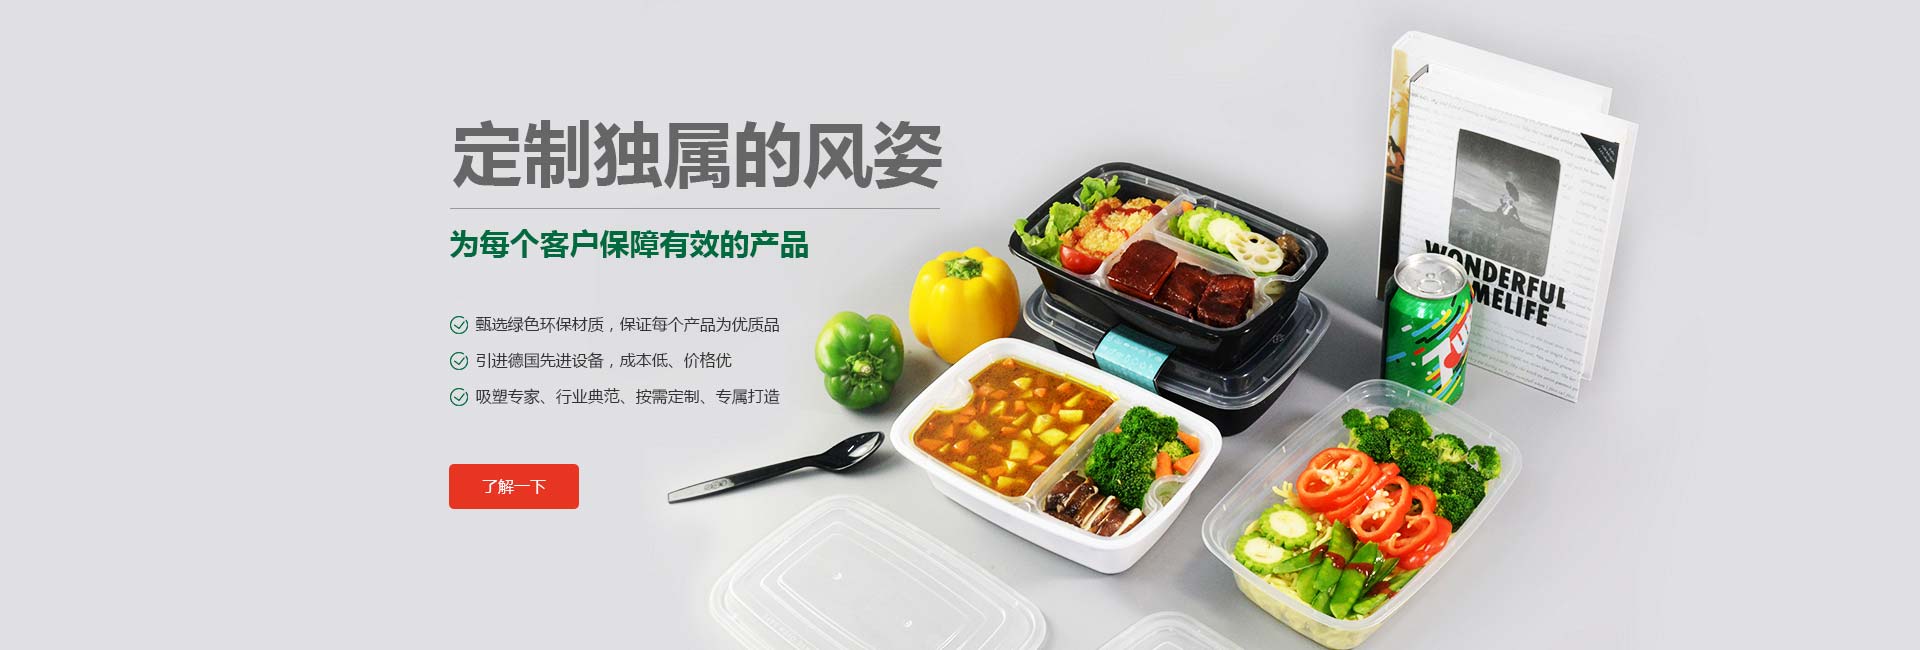 定制独属的风姿
为每个客户保障有效的产品
甄选绿色环保材质，保证每个产品为优质品
引进德国先进设备，成本低、价格优
吸塑专家、行业典范、按需定制、专属打造
了解一下
WONDERFUL